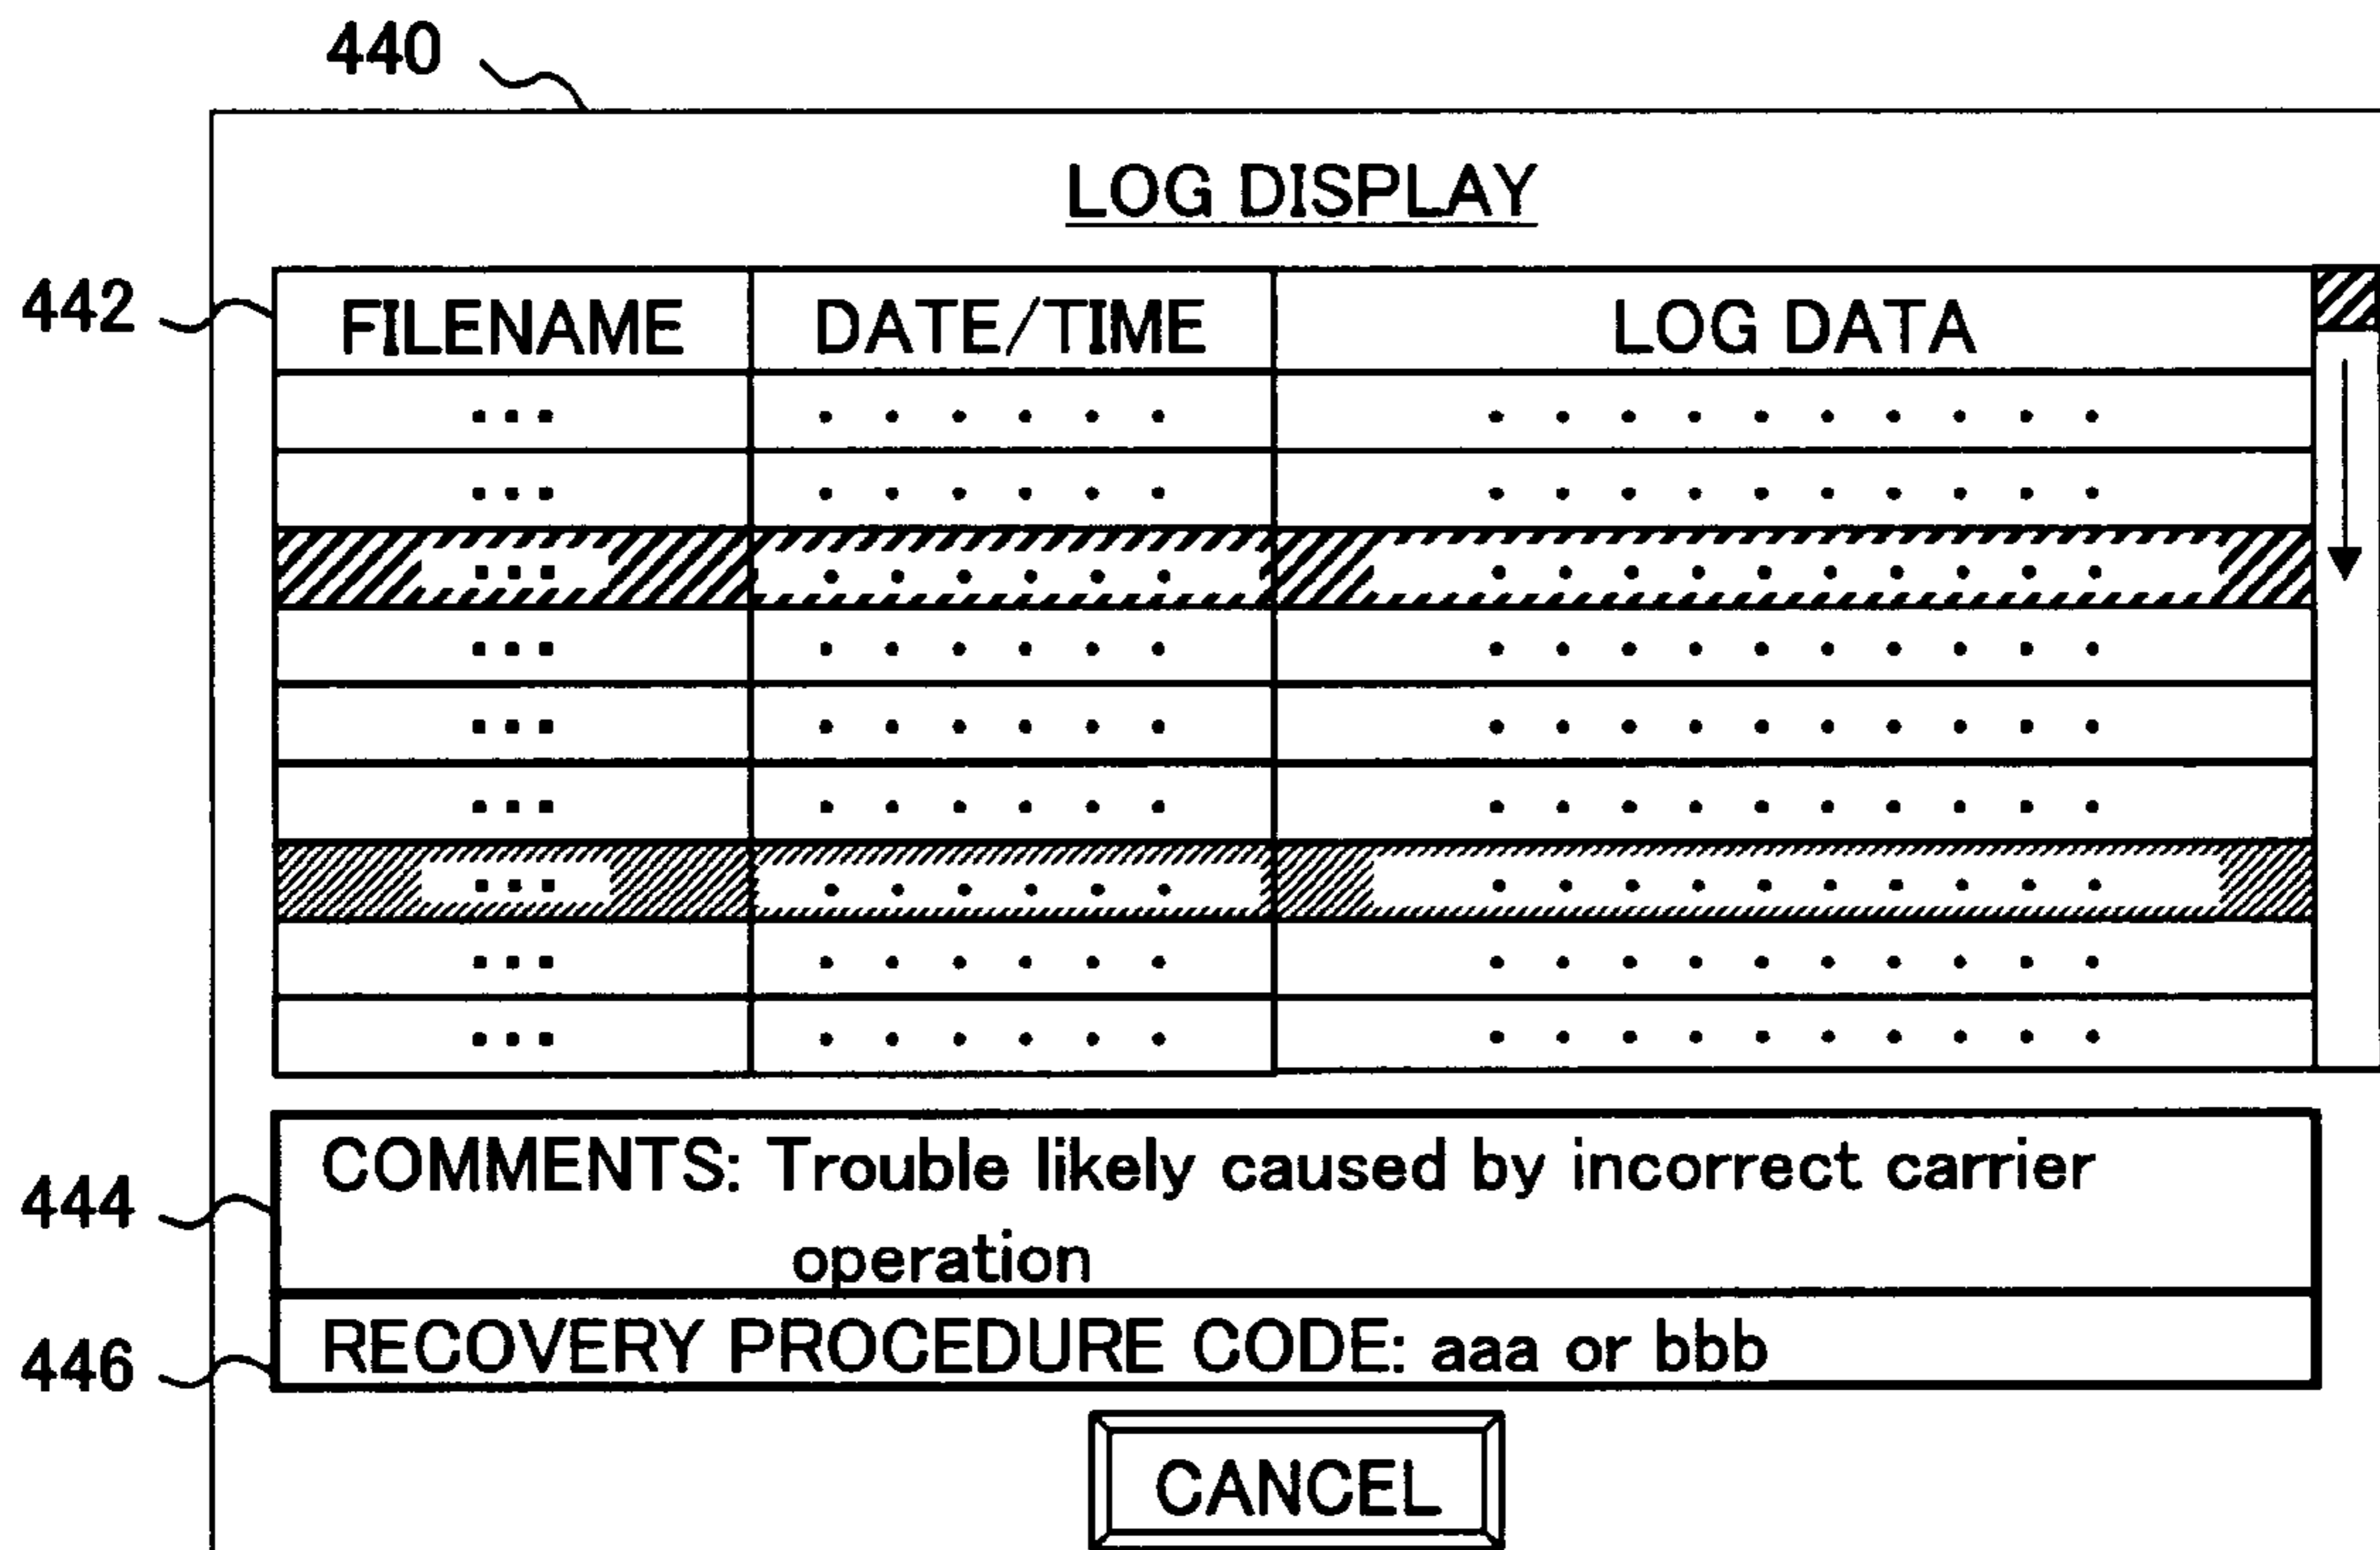 440
LOG DISPLAY
442
FILENAME DATE/TIME LOG DATA
... ...... ..........
... ...... ..........
... ...... ..........
... ...... ..........
... ...... ..........
... ...... ..........
... ...... ..........
... ...... ..........
... ...... ..........
444
COMMENTS: Trouble likely caused by incorrect carrier
operation
446
RECOVERY PROCEDURE CODE: aaa or bbb
CANCEL